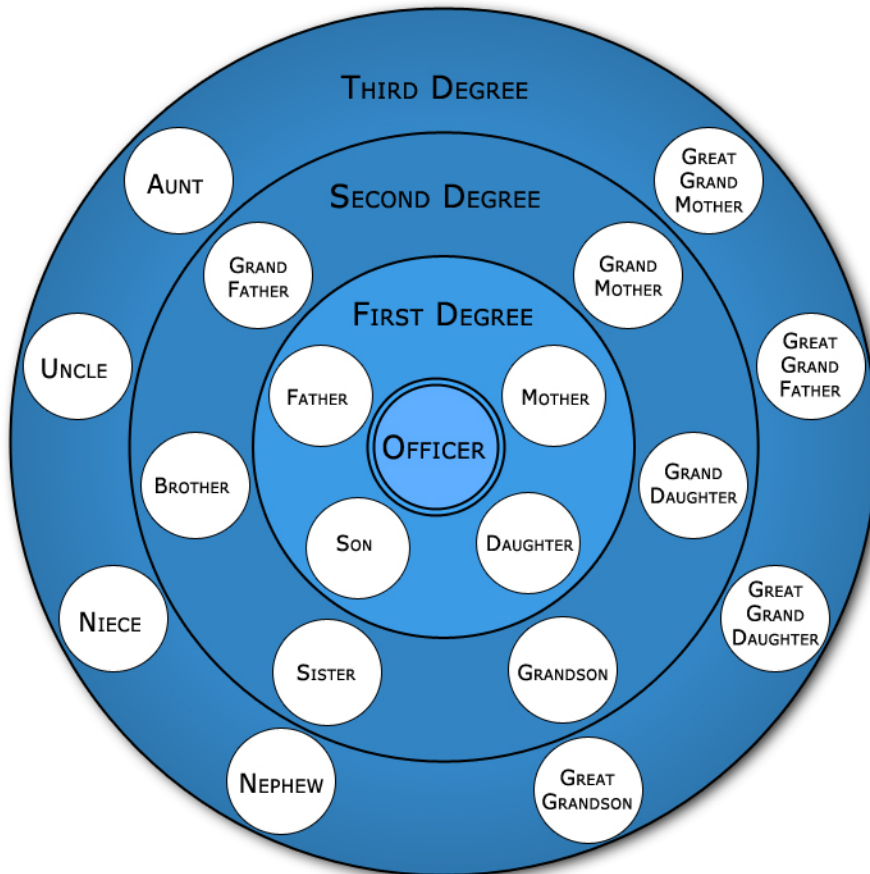 Third Degree
Aunt
Great
Grand
Mother
Second Degree
Grand
Father
Grand
Mother
First Degree
Uncle
Great
Grand
Father
Father
Mother
Officer
Brother
Grand
Daughter
Son
Daughter
Niece
Great
Grand
Daughter
Sister
Grandson
Nephew
Great
Grandson